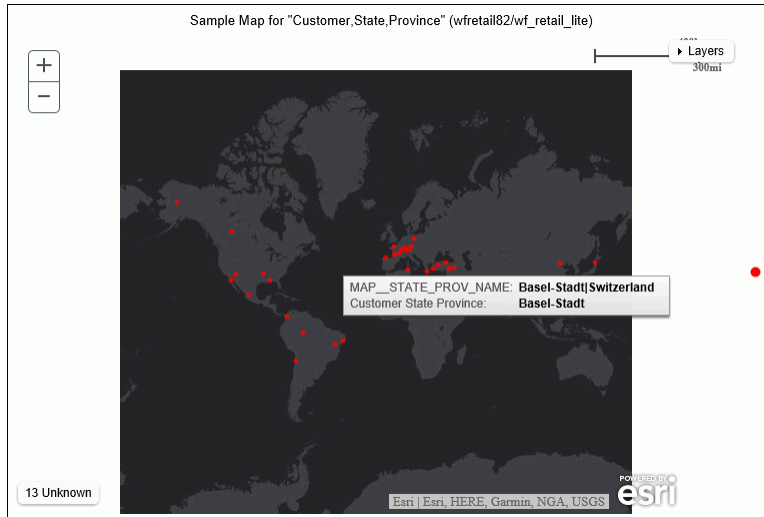 Sample Map for "Customer,State,Province" (wfretail82/wf_retail_lite)
+
Layers
300mi
−
MAP__STATE_PROV_NAME: Basel-Stadt|Switzerland
Customer State Province: Basel-Stadt
13 Unknown
POWERED BY
esri
Esri | Esri, HERE, Garmin, NGA, USGS